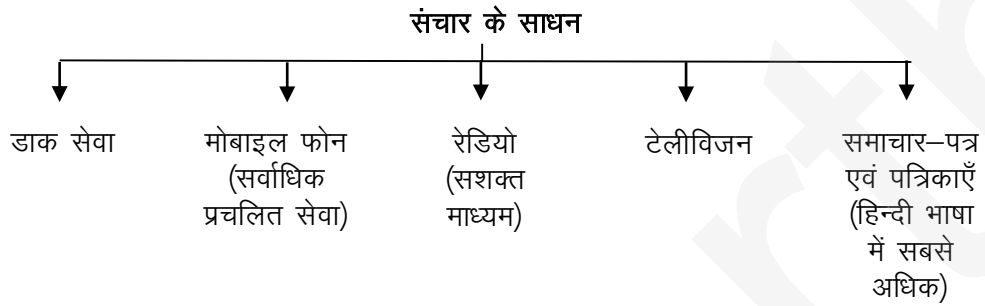 संचार के साधन
डाक सेवा
मोबाइल फोन
(सर्वाधिक
प्रचलित सेवा)
रेडियो
(सशक्त
माध्यम)
टेलीविजन
समाचार–पत्र
एवं पत्रिकाएँ
(हिन्दी भाषा
में सबसे
अधिक)